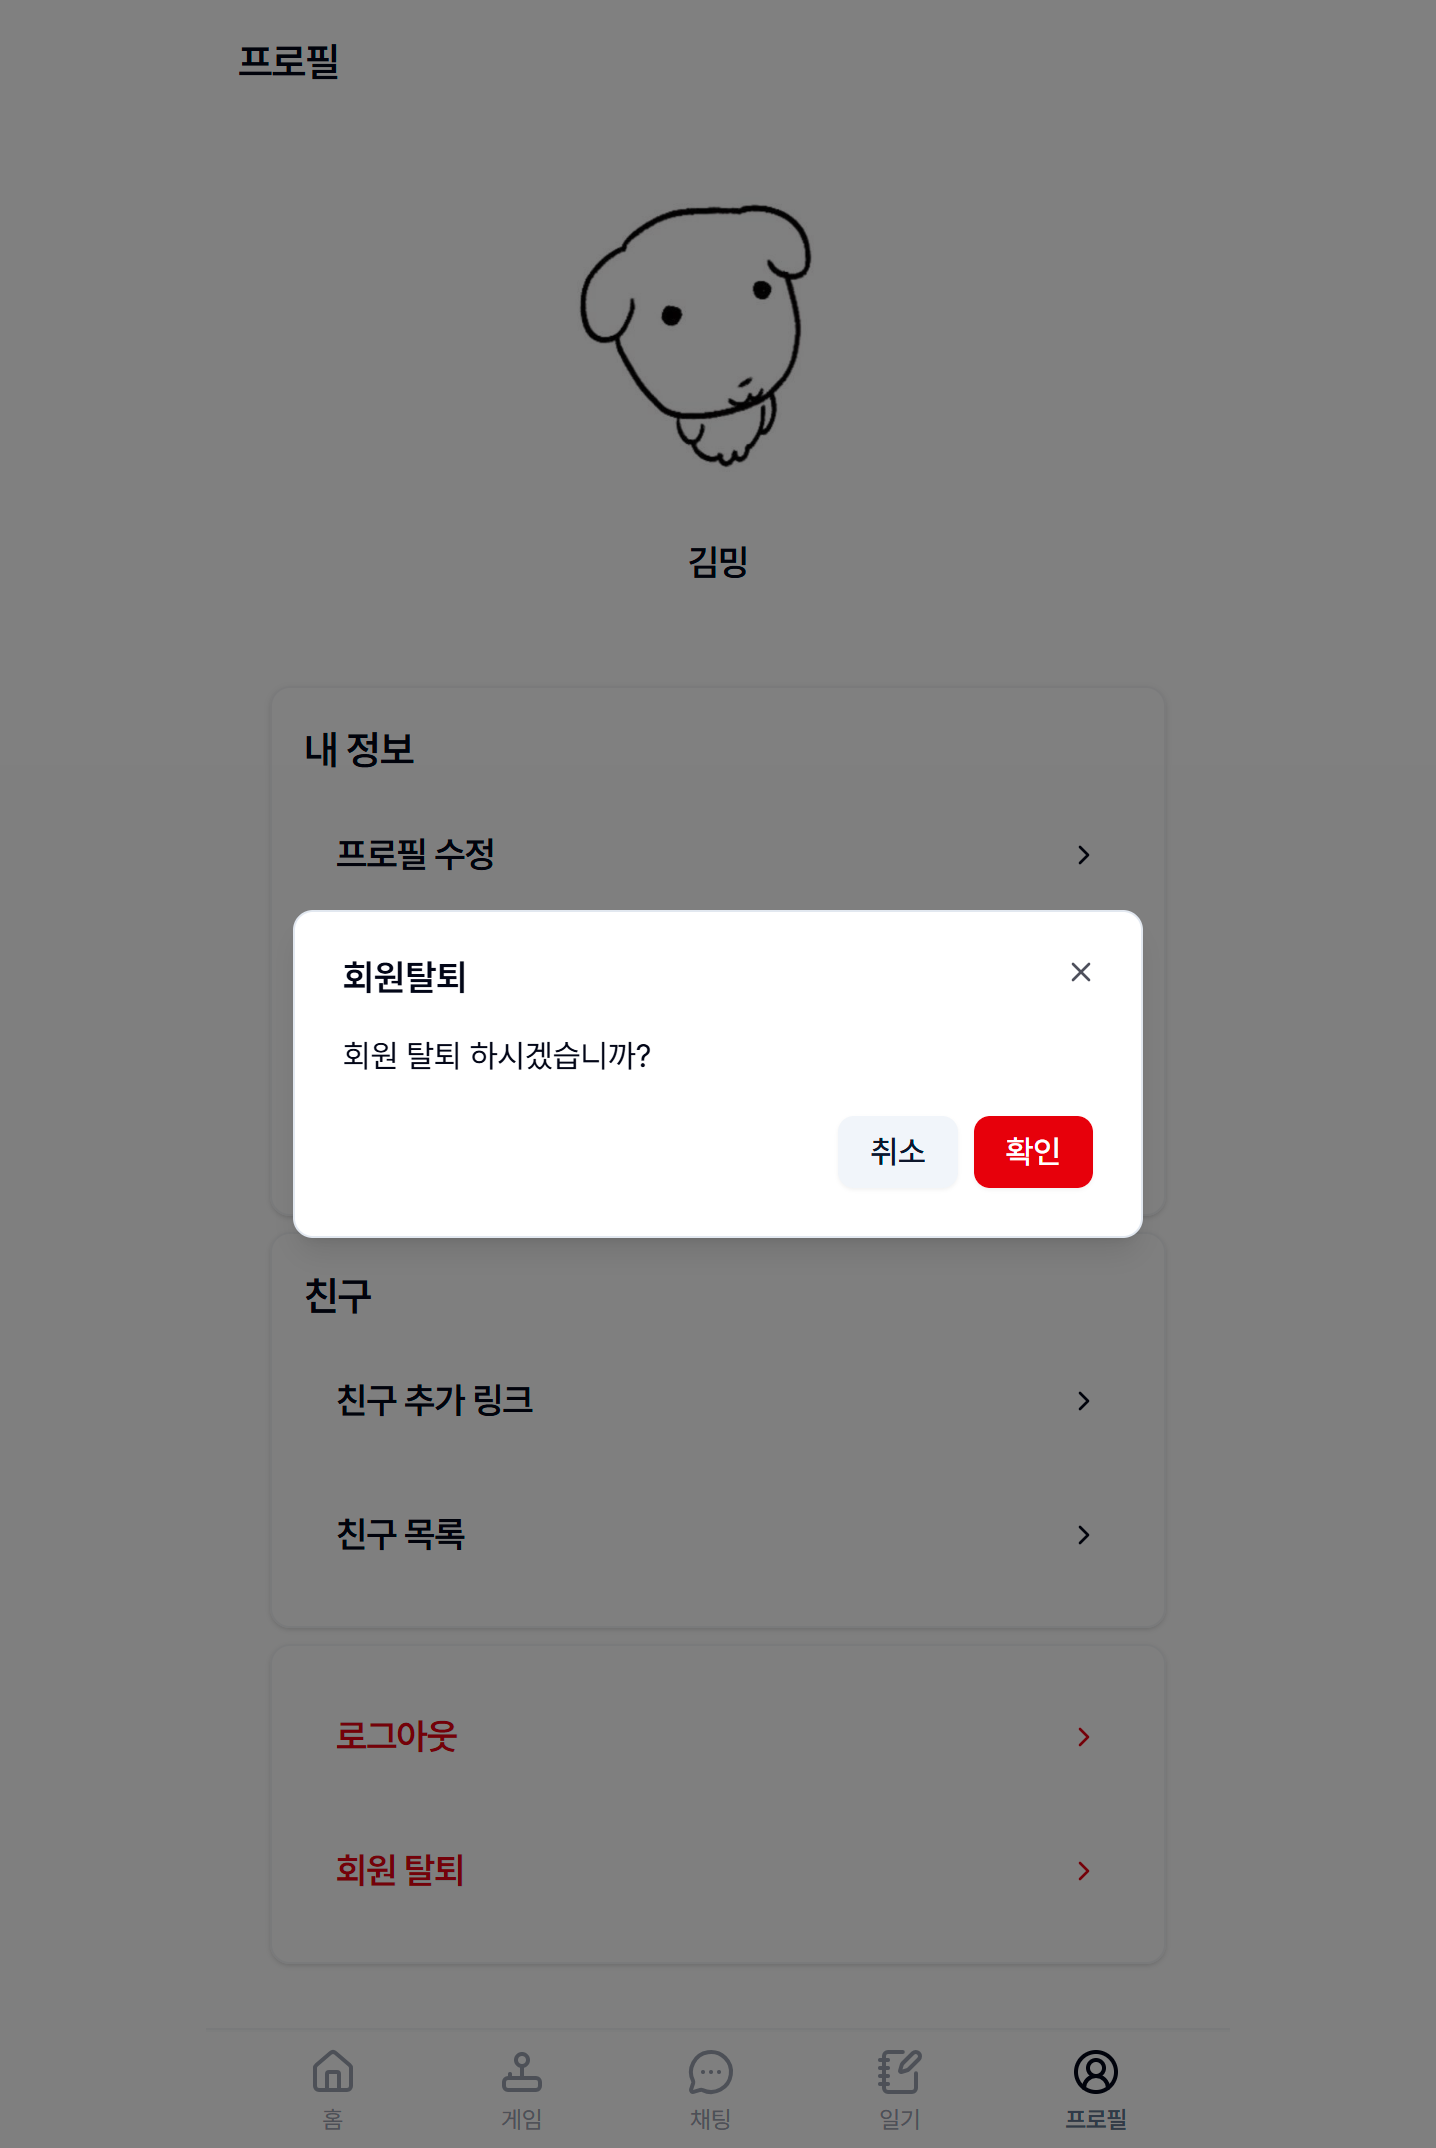 프로필
김밍
내 정보
프로필 수정
회원탈퇴
회원 탈퇴 하시겠습니까?
취소 확인
친구
친구 추가 링크
친구 목록
로그아웃
회원 탈퇴
홈 게임 채팅 일기 프로필